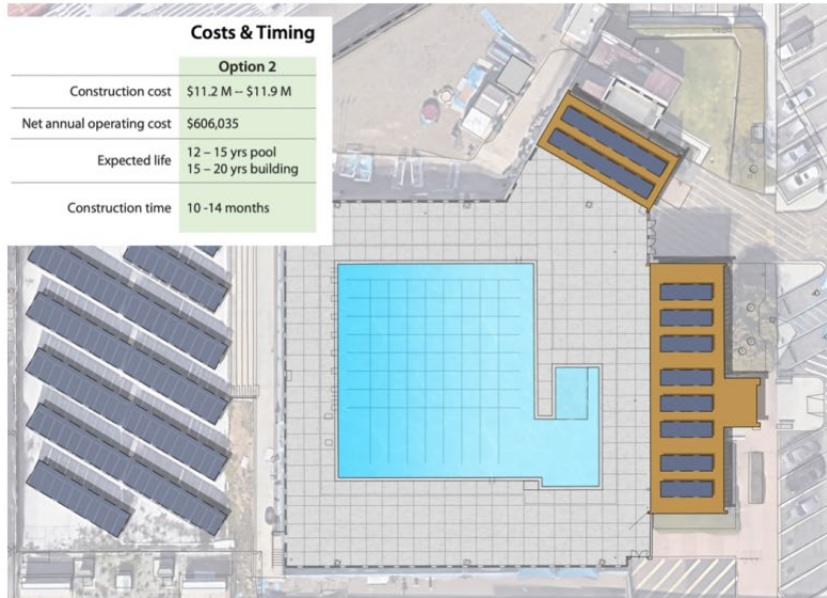 Costs & Timing
Option 2
Construction cost $11.2 M -- $11.9 M
Net annual operating cost $606,035
Expected life 12 – 15 yrs pool
15 – 20 yrs building
Construction time 10 -14 months